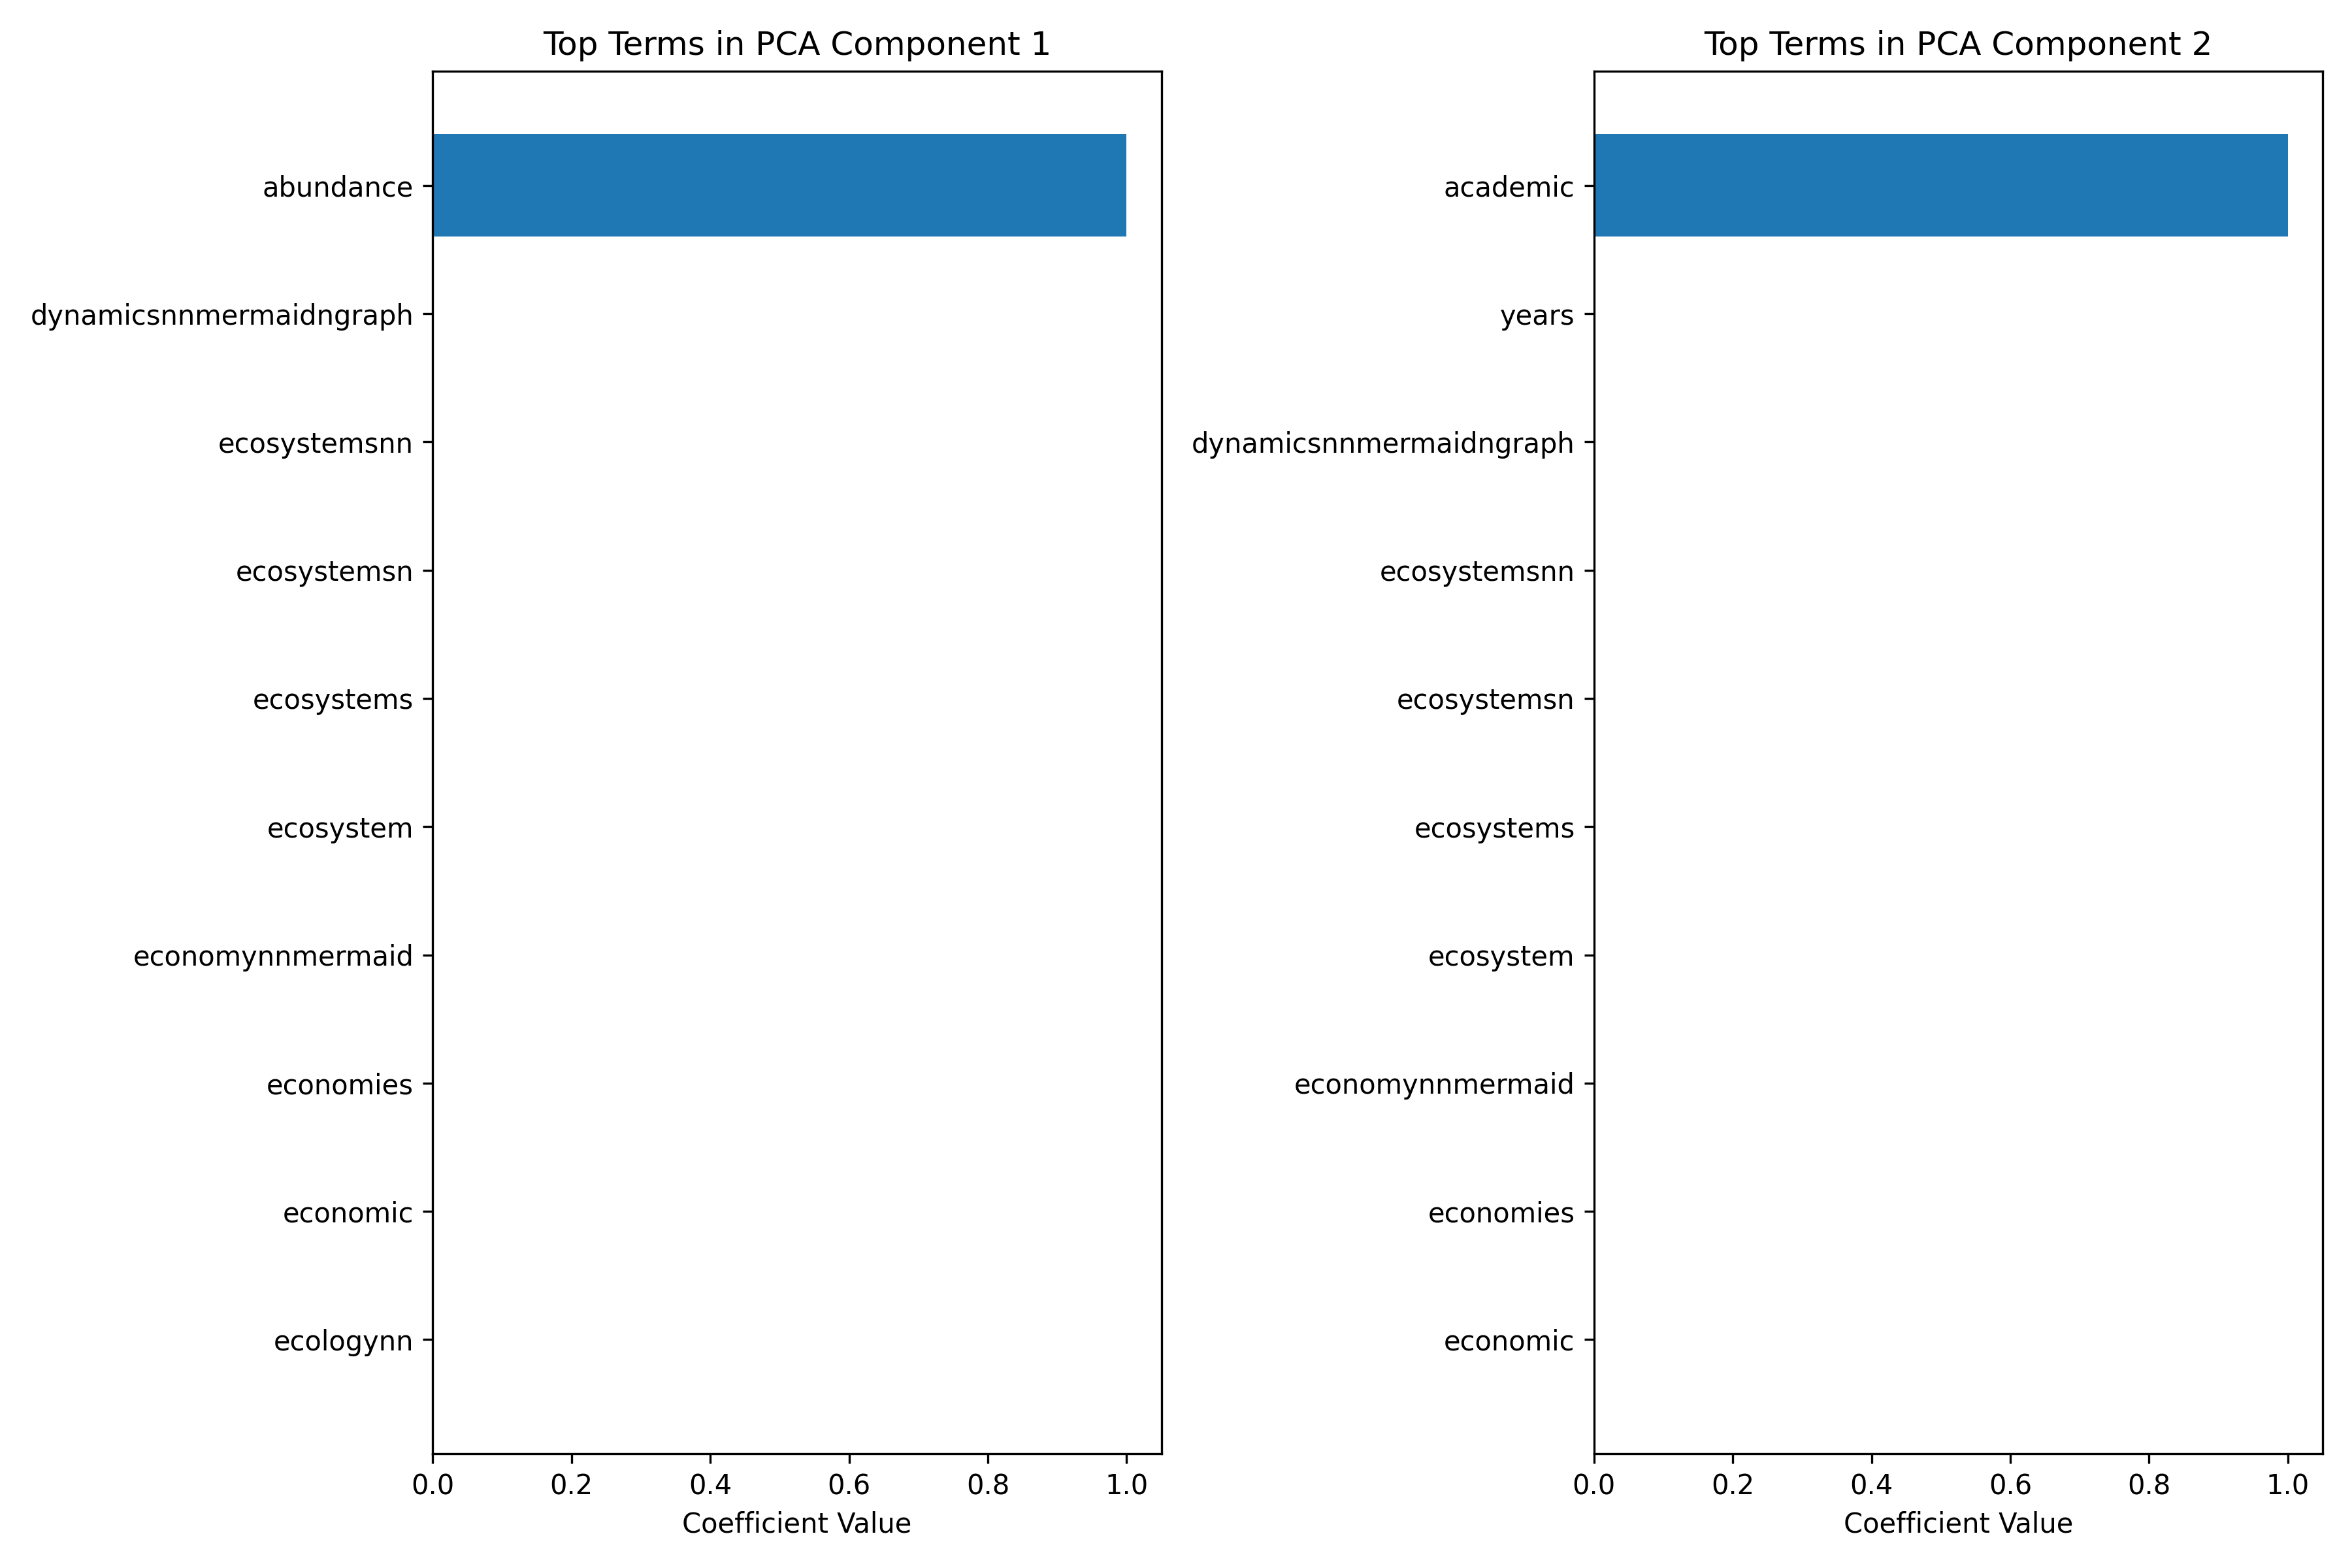 Top Terms in PCA Component 1
abundance
dynamicsnnmermaidngraph
ecosystemsnn
ecosystemsn
ecosystems
ecosystem
economynnmermaid
economies
economic
ecologynn
0.0 0.2 0.4 0.6 0.8 1.0
Coefficient Value
Top Terms in PCA Component 2
academic
years
dynamicsnnmermaidngraph
ecosystemsnn
ecosystemsn
ecosystems
ecosystem
economynnmermaid
economies
economic
0.0 0.2 0.4 0.6 0.8 1.0
Coefficient Value